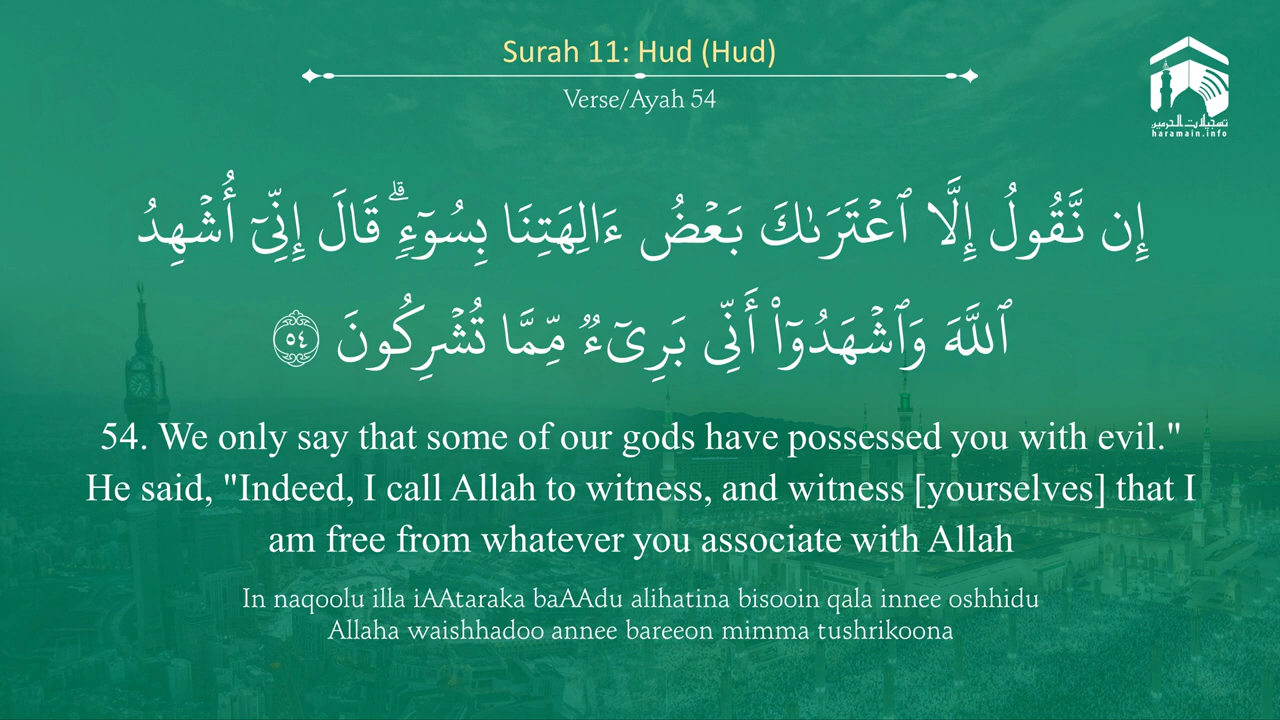 Surah 11: Hud (Hud)
Verse/Ayah 54
تسجيلات الحرمين
haramain.info
إِن نَّقُولُ إِلَّا ٱعْتَرَىٰكَ بَعْضُ ءَالِهَتِنَا بِسُوٓءٍۢ ۗ قَالَ إِنِّىٓ أُشْهِدُ
ٱللَّهَ وَٱشْهَدُوٓا۟ أَنِّى بَرِىٓءٌۭ مِّمَّا تُشْرِكُونَ ٥٤
54. We only say that some of our gods have possessed you with evil."
He said, "Indeed, I call Allah to witness, and witness [yourselves] that I
am free from whatever you associate with Allah
In naqoolu illa iAAtaraka baAAdu alihatina bisooin qala innee oshhidu
Allaha waishhadoo annee bareeon mimma tushrikoona